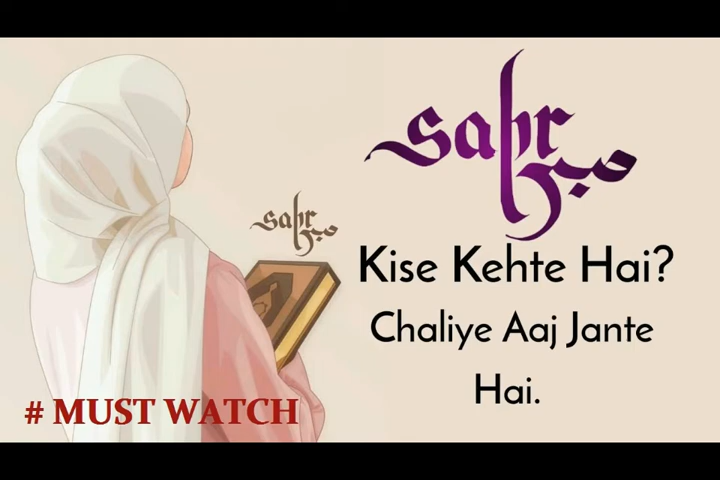 sabr
صبر
Kise Kehte Hai?
Chaliye Aaj Jante
Hai.
sabr
صبر
# MUST WATCH